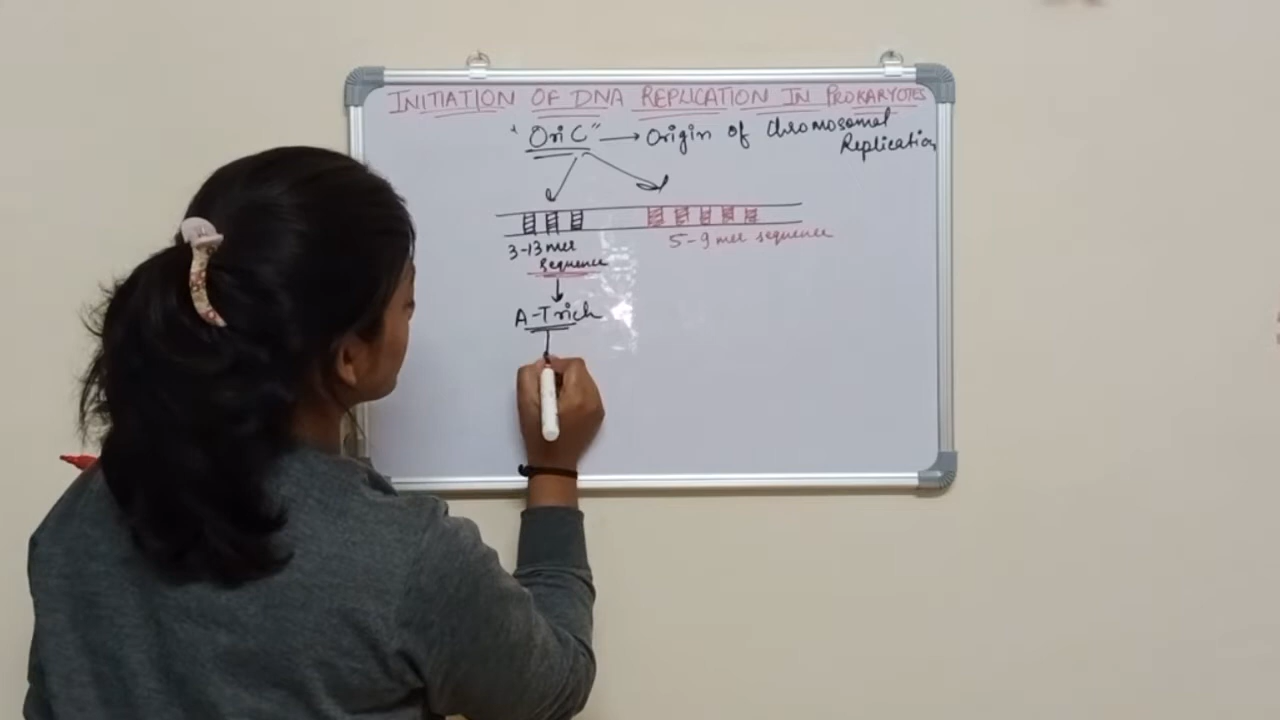 INITIATION OF DNA REPLICATION IN PROKARYOTES
"Ori C" → Origin of Chromosomal
Replication
3-13 mer
sequence
5-9 mer sequence
A-T rich